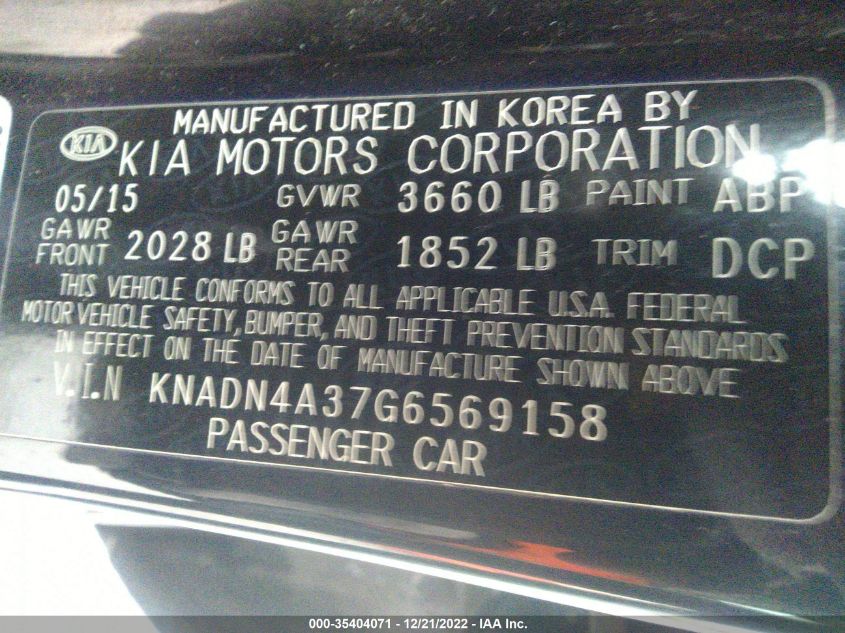 MANUFACTURED IN KOREA BY
KIA KIA MOTORS CORPORATION
05/15 GVWR 3660 LB PAINT ABP
GAWR FRONT 2028 LB GAWR REAR 1852 LB TRIM DCP
THIS VEHICLE CONFORMS TO ALL APPLICABLE U.S.A. FEDERAL
MOTOR VEHICLE SAFETY, BUMPER, AND THEFT PREVENTION STANDARDS
IN EFFECT ON THE DATE OF MANUFACTURE SHOWN ABOVE
V.I.N KNADN4A37G6569158
PASSENGER CAR
000-35404071 - 12/21/2022 - IAA Inc.